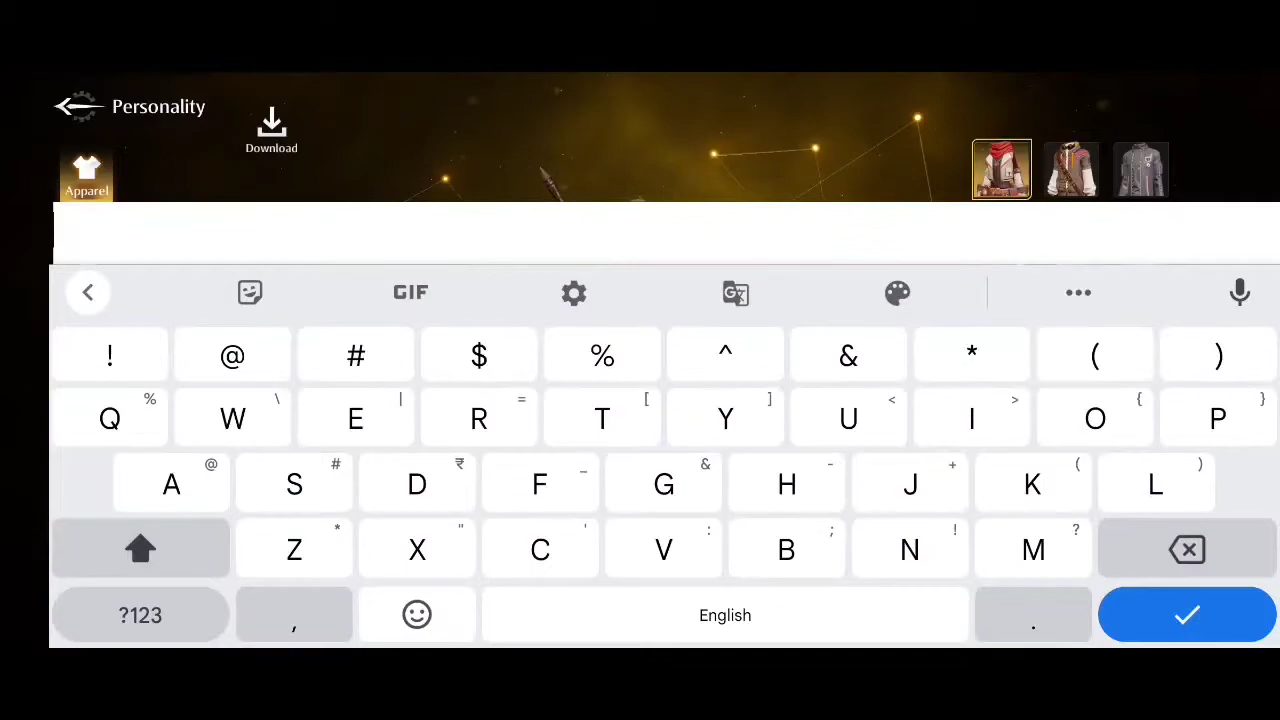 Personality
Download
Apparel
GIF G
! @ # $ % ^ & * ( )
% \ | = [ ] < > { }
Q W E R T Y U I O P
@ # ₹ _ & - + ( )
A S D F G H J K L
* " ' : ; ! ?
Z X C V B N M
?123 , English .